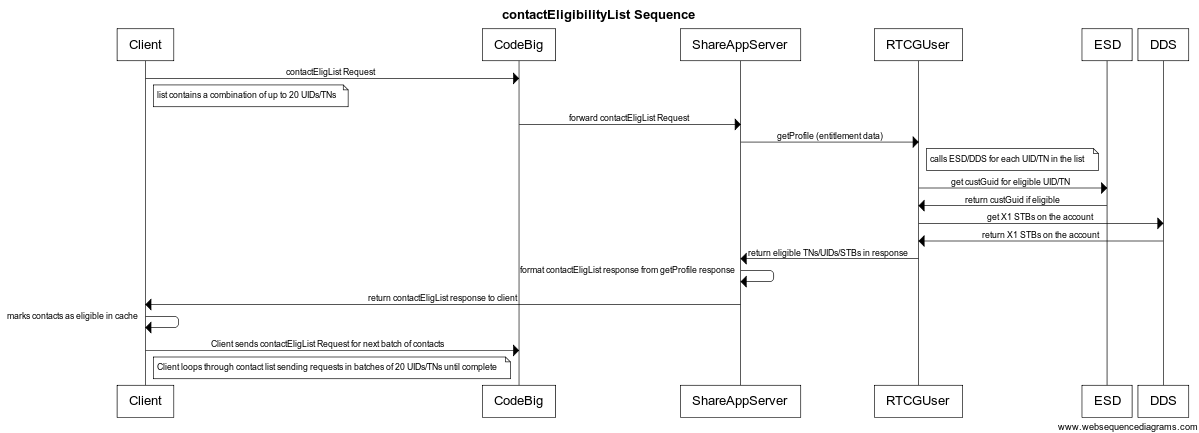 contactEligibilityList Sequence
Client
CodeBig
ShareAppServer
RTCGUser
ESD
DDS
contactEligList Request
list contains a combination of up to 20 UIDs/TNs
forward contactEligList Request
getProfile (entitlement data)
calls ESD/DDS for each UID/TN in the list
get custGuid for eligible UID/TN
return custGuid if eligible
get X1 STBs on the account
return X1 STBs on the account
return eligible TNs/UIDs/STBs in response
format contactEligList response from getProfile response
return contactEligList response to client
marks contacts as eligible in cache
Client sends contactEligList Request for next batch of contacts
Client loops through contact list sending requests in batches of 20 UIDs/TNs until complete
Client
CodeBig
ShareAppServer
RTCGUser
ESD
DDS
www.websequencediagrams.com